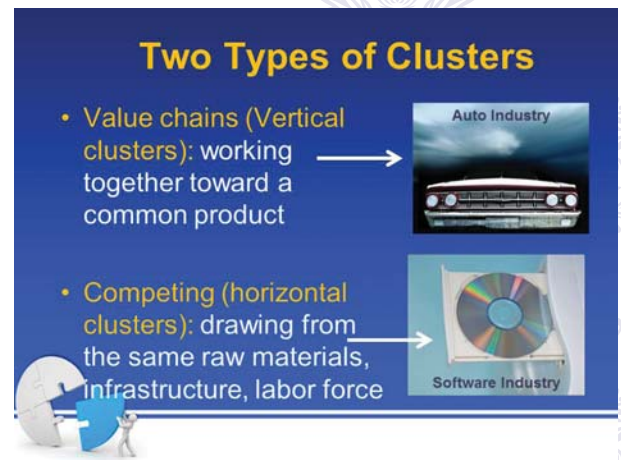 Two Types of Clusters
• Value chains (Vertical
clusters): working
together toward a
common product
Auto Industry
• Competing (horizontal
clusters): drawing from
the same raw materials,
infrastructure, labor force
Software Industry